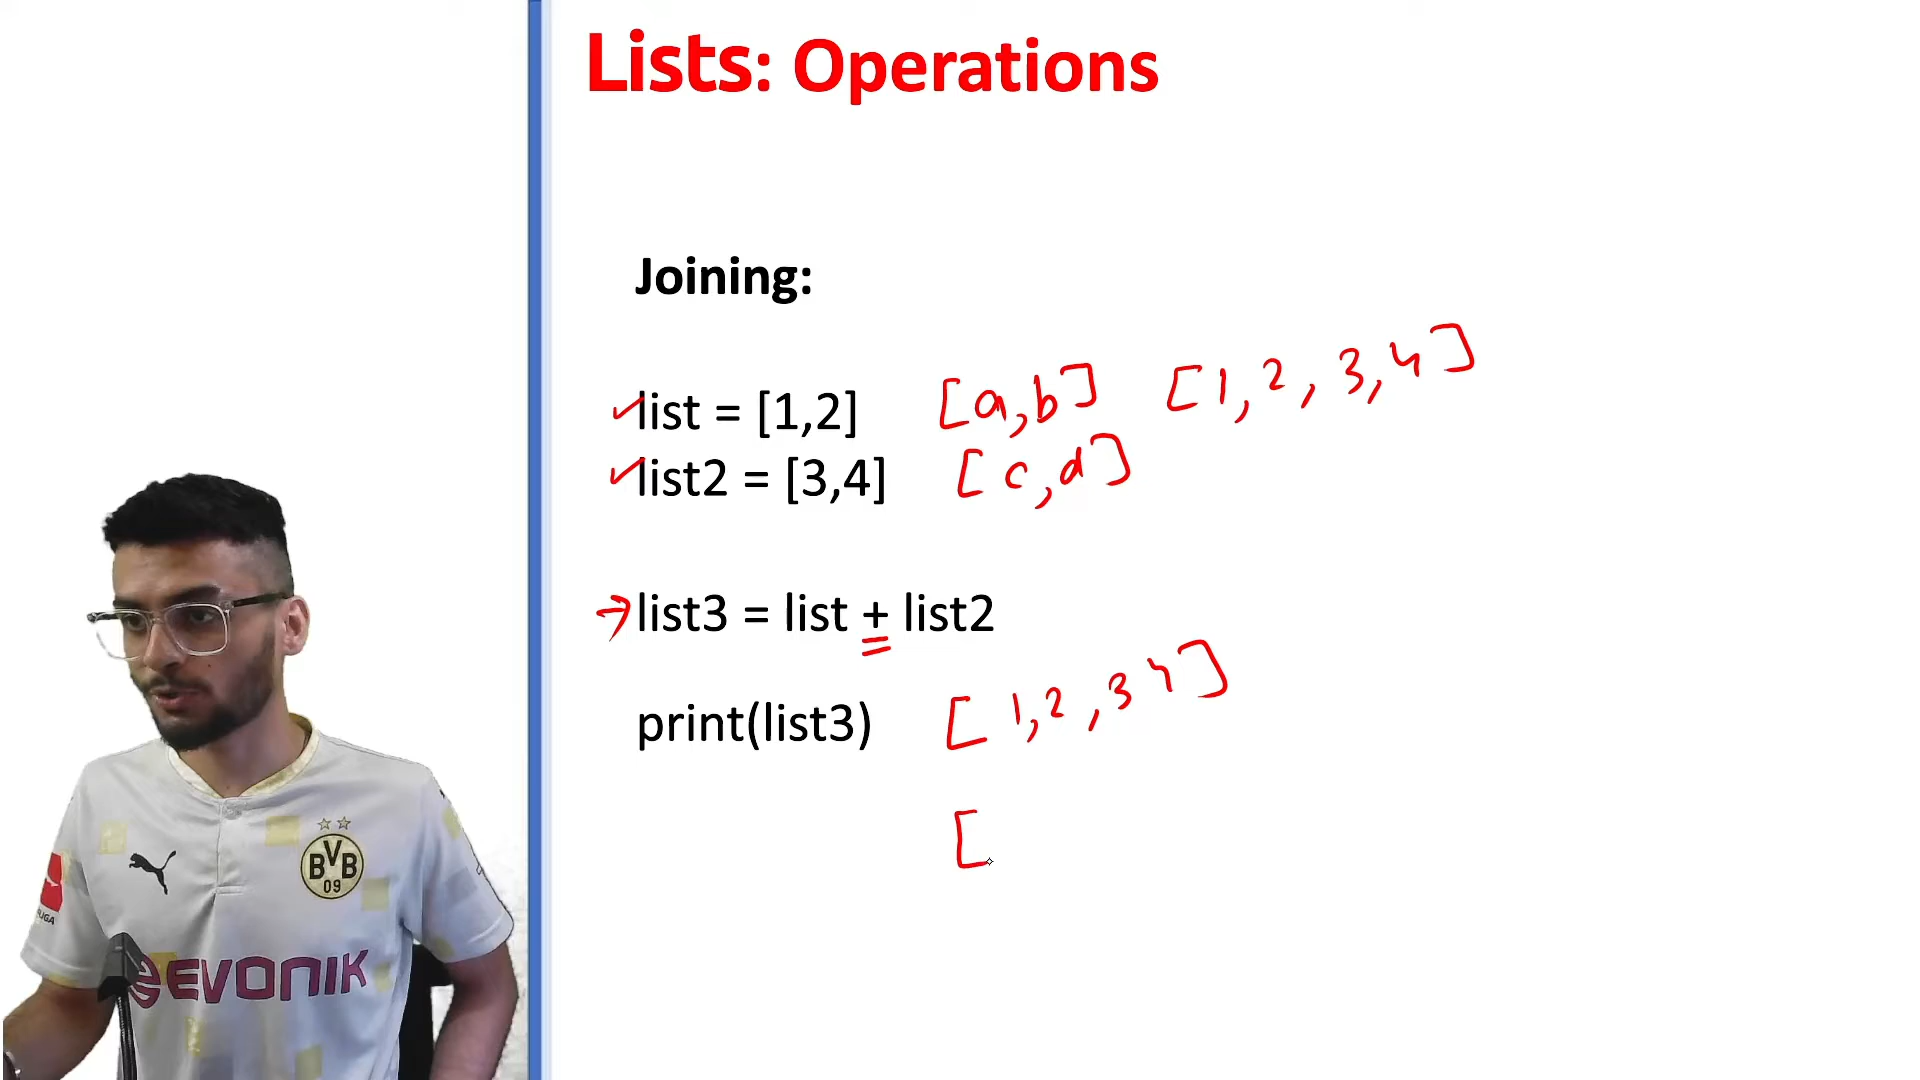 Lists: Operations
Joining:
list = [1,2] [a,b] [1,2,3,4]
list2 = [3,4] [c,d]
list3 = list + list2
print(list3) [1,2,3 4]
[
BVB
09
EVONIK